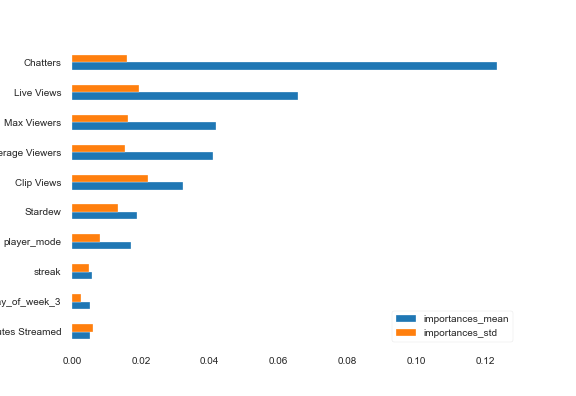 Chatters
Live Views
Max Viewers
erage Viewers
Clip Views
Stardew
player_mode
streak
y_of_week_3
tes Streamed
importances_mean
importances_std
0.00 0.02 0.04 0.06 0.08 0.10 0.12